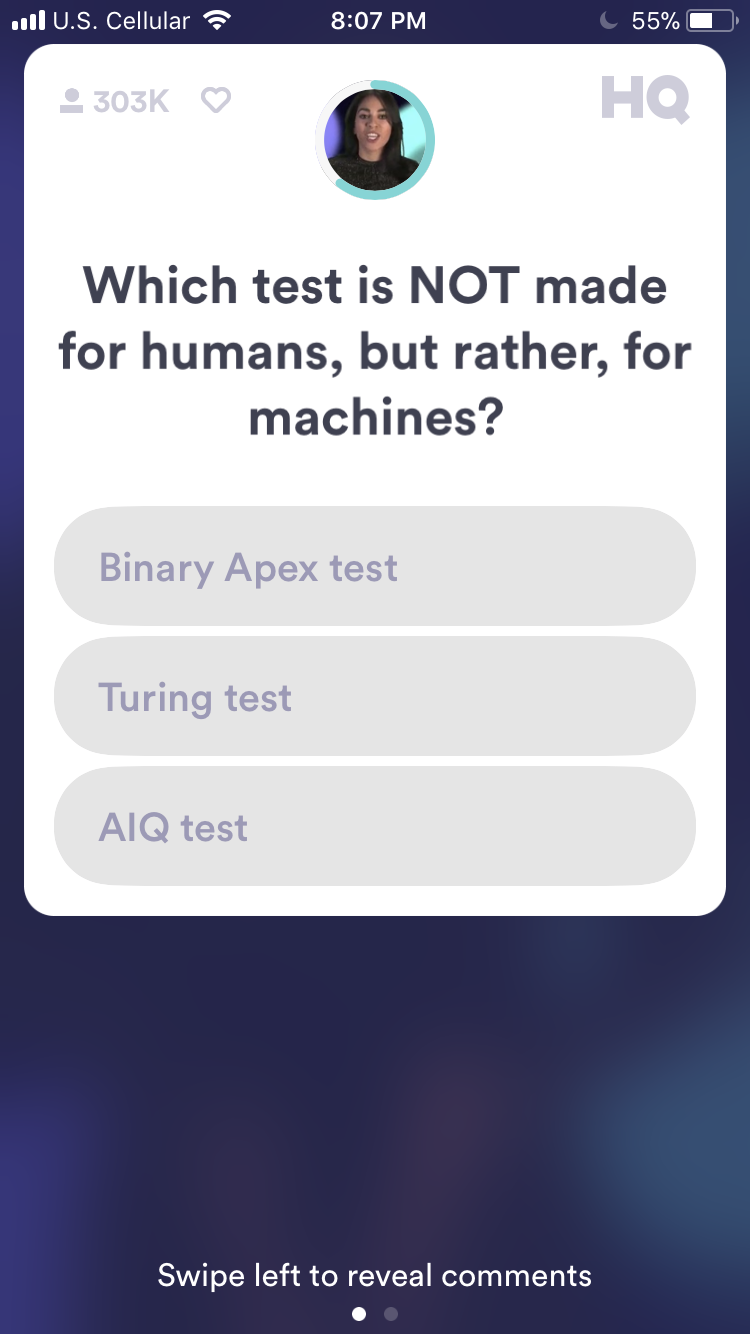 U.S. Cellular 8:07 PM 55%
303K HQ
Which test is NOT made
for humans, but rather, for
machines?
Binary Apex test
Turing test
AIQ test
Swipe left to reveal comments